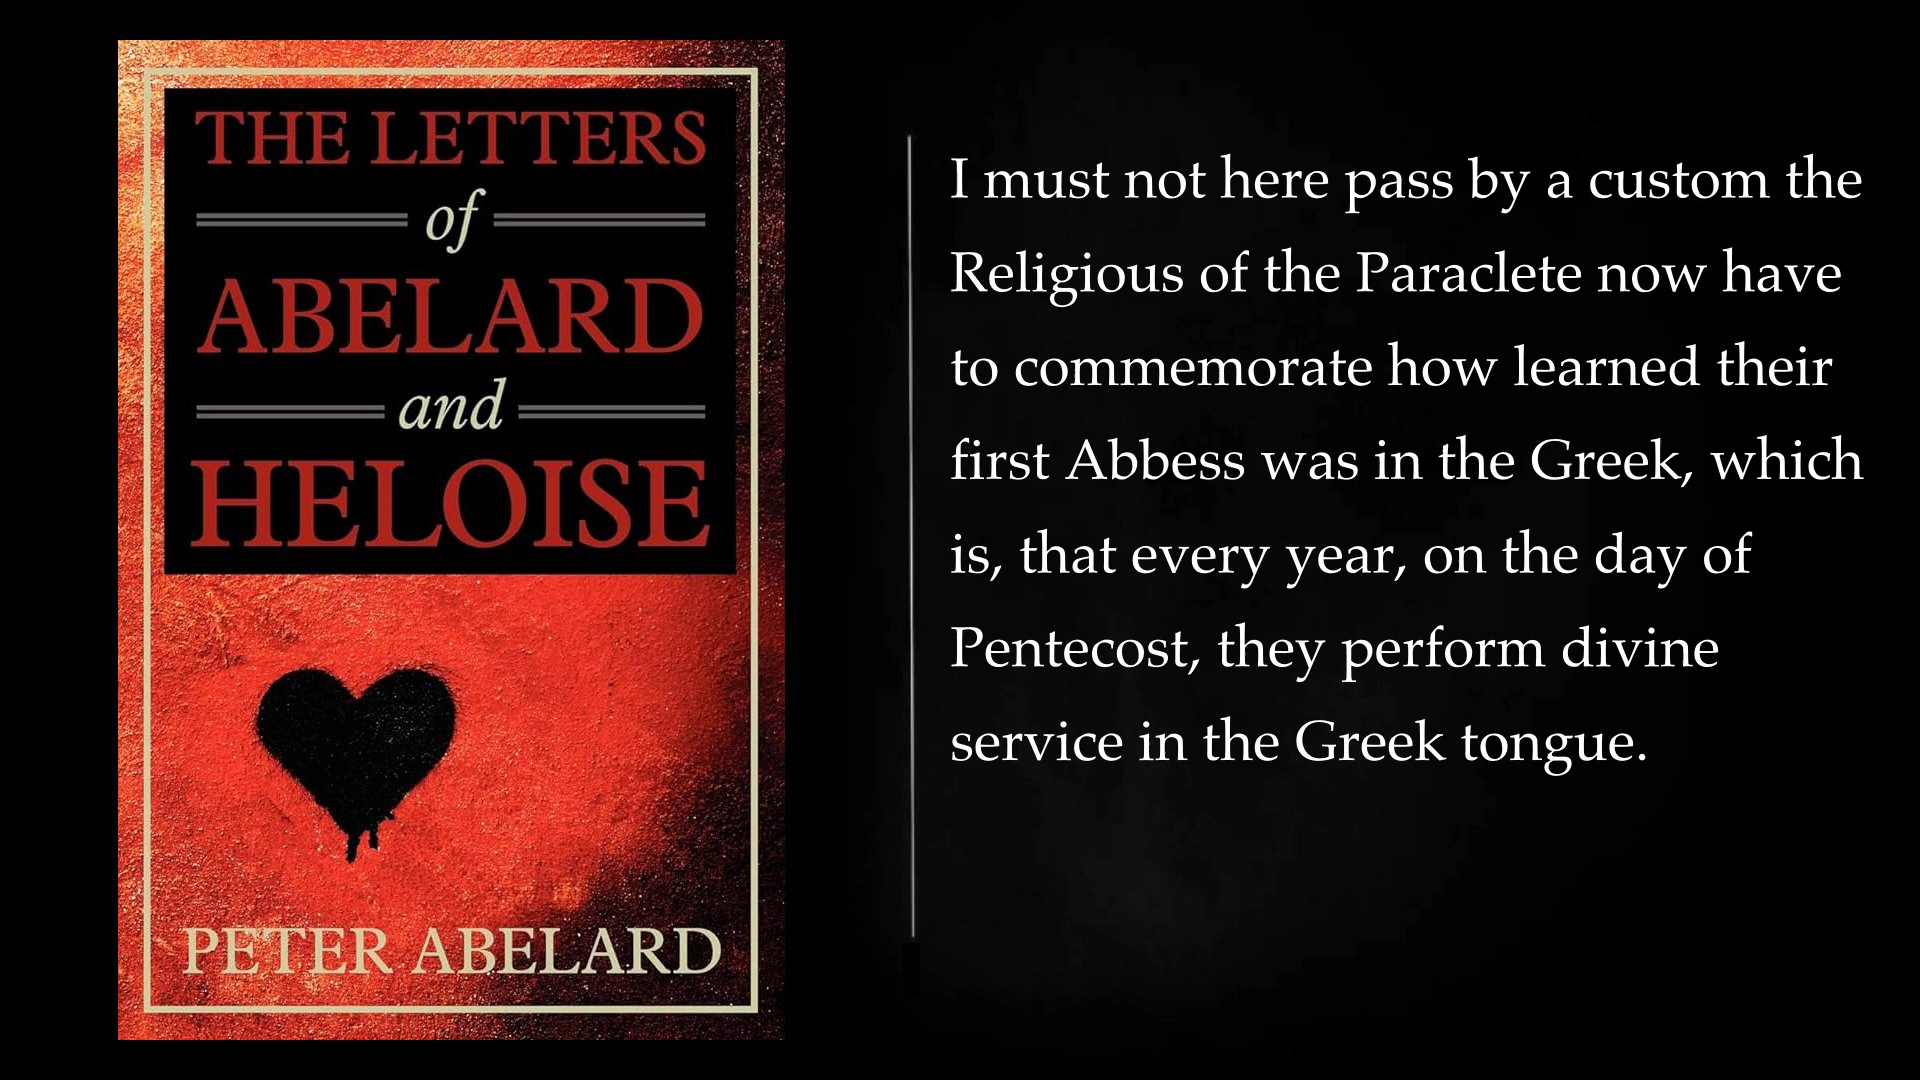 THE LETTERS
of
ABELARD
and
HELOISE
PETER ABELARD
I must not here pass by a custom the
Religious of the Paraclete now have
to commemorate how learned their
first Abbess was in the Greek, which
is, that every year, on the day of
Pentecost, they perform divine
service in the Greek tongue.